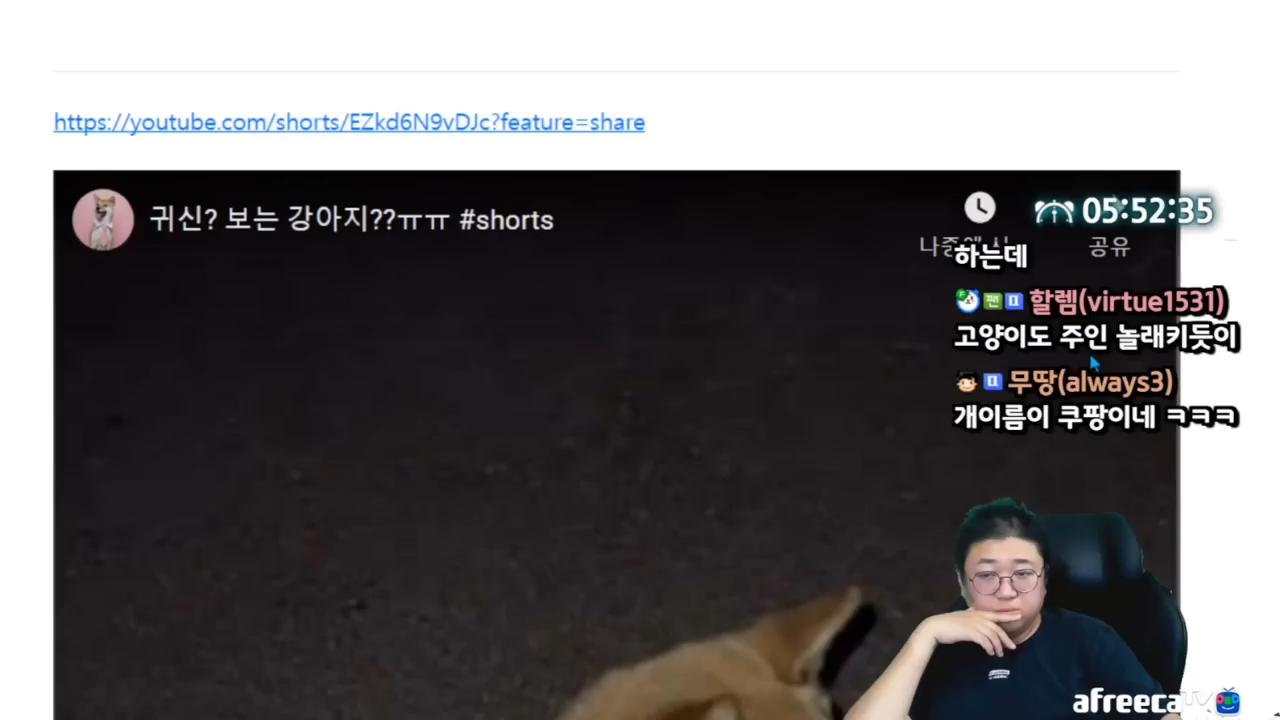 https://youtube.com/shorts/EZkd6N9vDJc?feature=share
귀신? 보는 강아지??ㅠㅠ #shorts
05:52:35
공유
하는데
할렘(virtue1531)
고양이도 주인 놀래키듯이
무땅(always3)
개이름이 쿠팡이네 ㅋㅋㅋ
afreecaTV